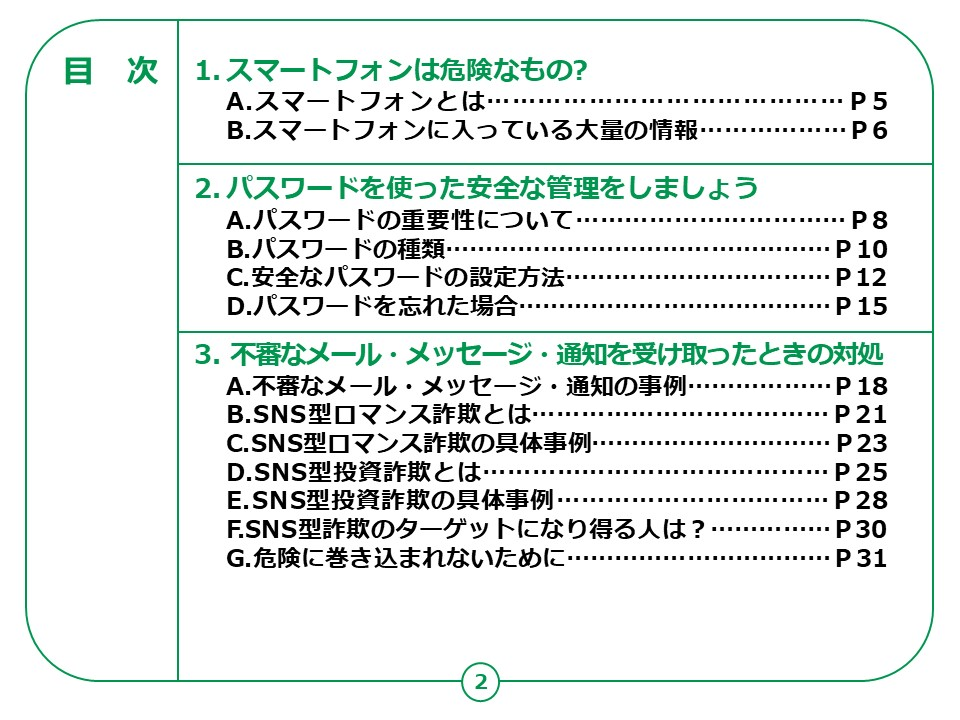 目 次
1. スマートフォンは危険なもの?
A.スマートフォンとは……………………………………P 5
B.スマートフォンに入っている大量の情報………………P 6
2. パスワードを使った安全な管理をしましょう
A.パスワードの重要性について……………………………P 8
B.パスワードの種類…………………………………………P 10
C.安全なパスワードの設定方法……………………………P 12
D.パスワードを忘れた場合…………………………………P 15
3. 不審なメール・メッセージ・通知を受け取ったときの対処
A.不審なメール・メッセージ・通知の事例………………P 18
B.SNS型ロマンス詐欺とは………………………………P 21
C.SNS型ロマンス詐欺の具体事例…………………………P 23
D.SNS型投資詐欺とは……………………………………P 25
E.SNS型投資詐欺の具体事例……………………………P 28
F.SNS型詐欺のターゲットになり得る人は？……………P 30
G.危険に巻き込まれないために……………………………P 31
2